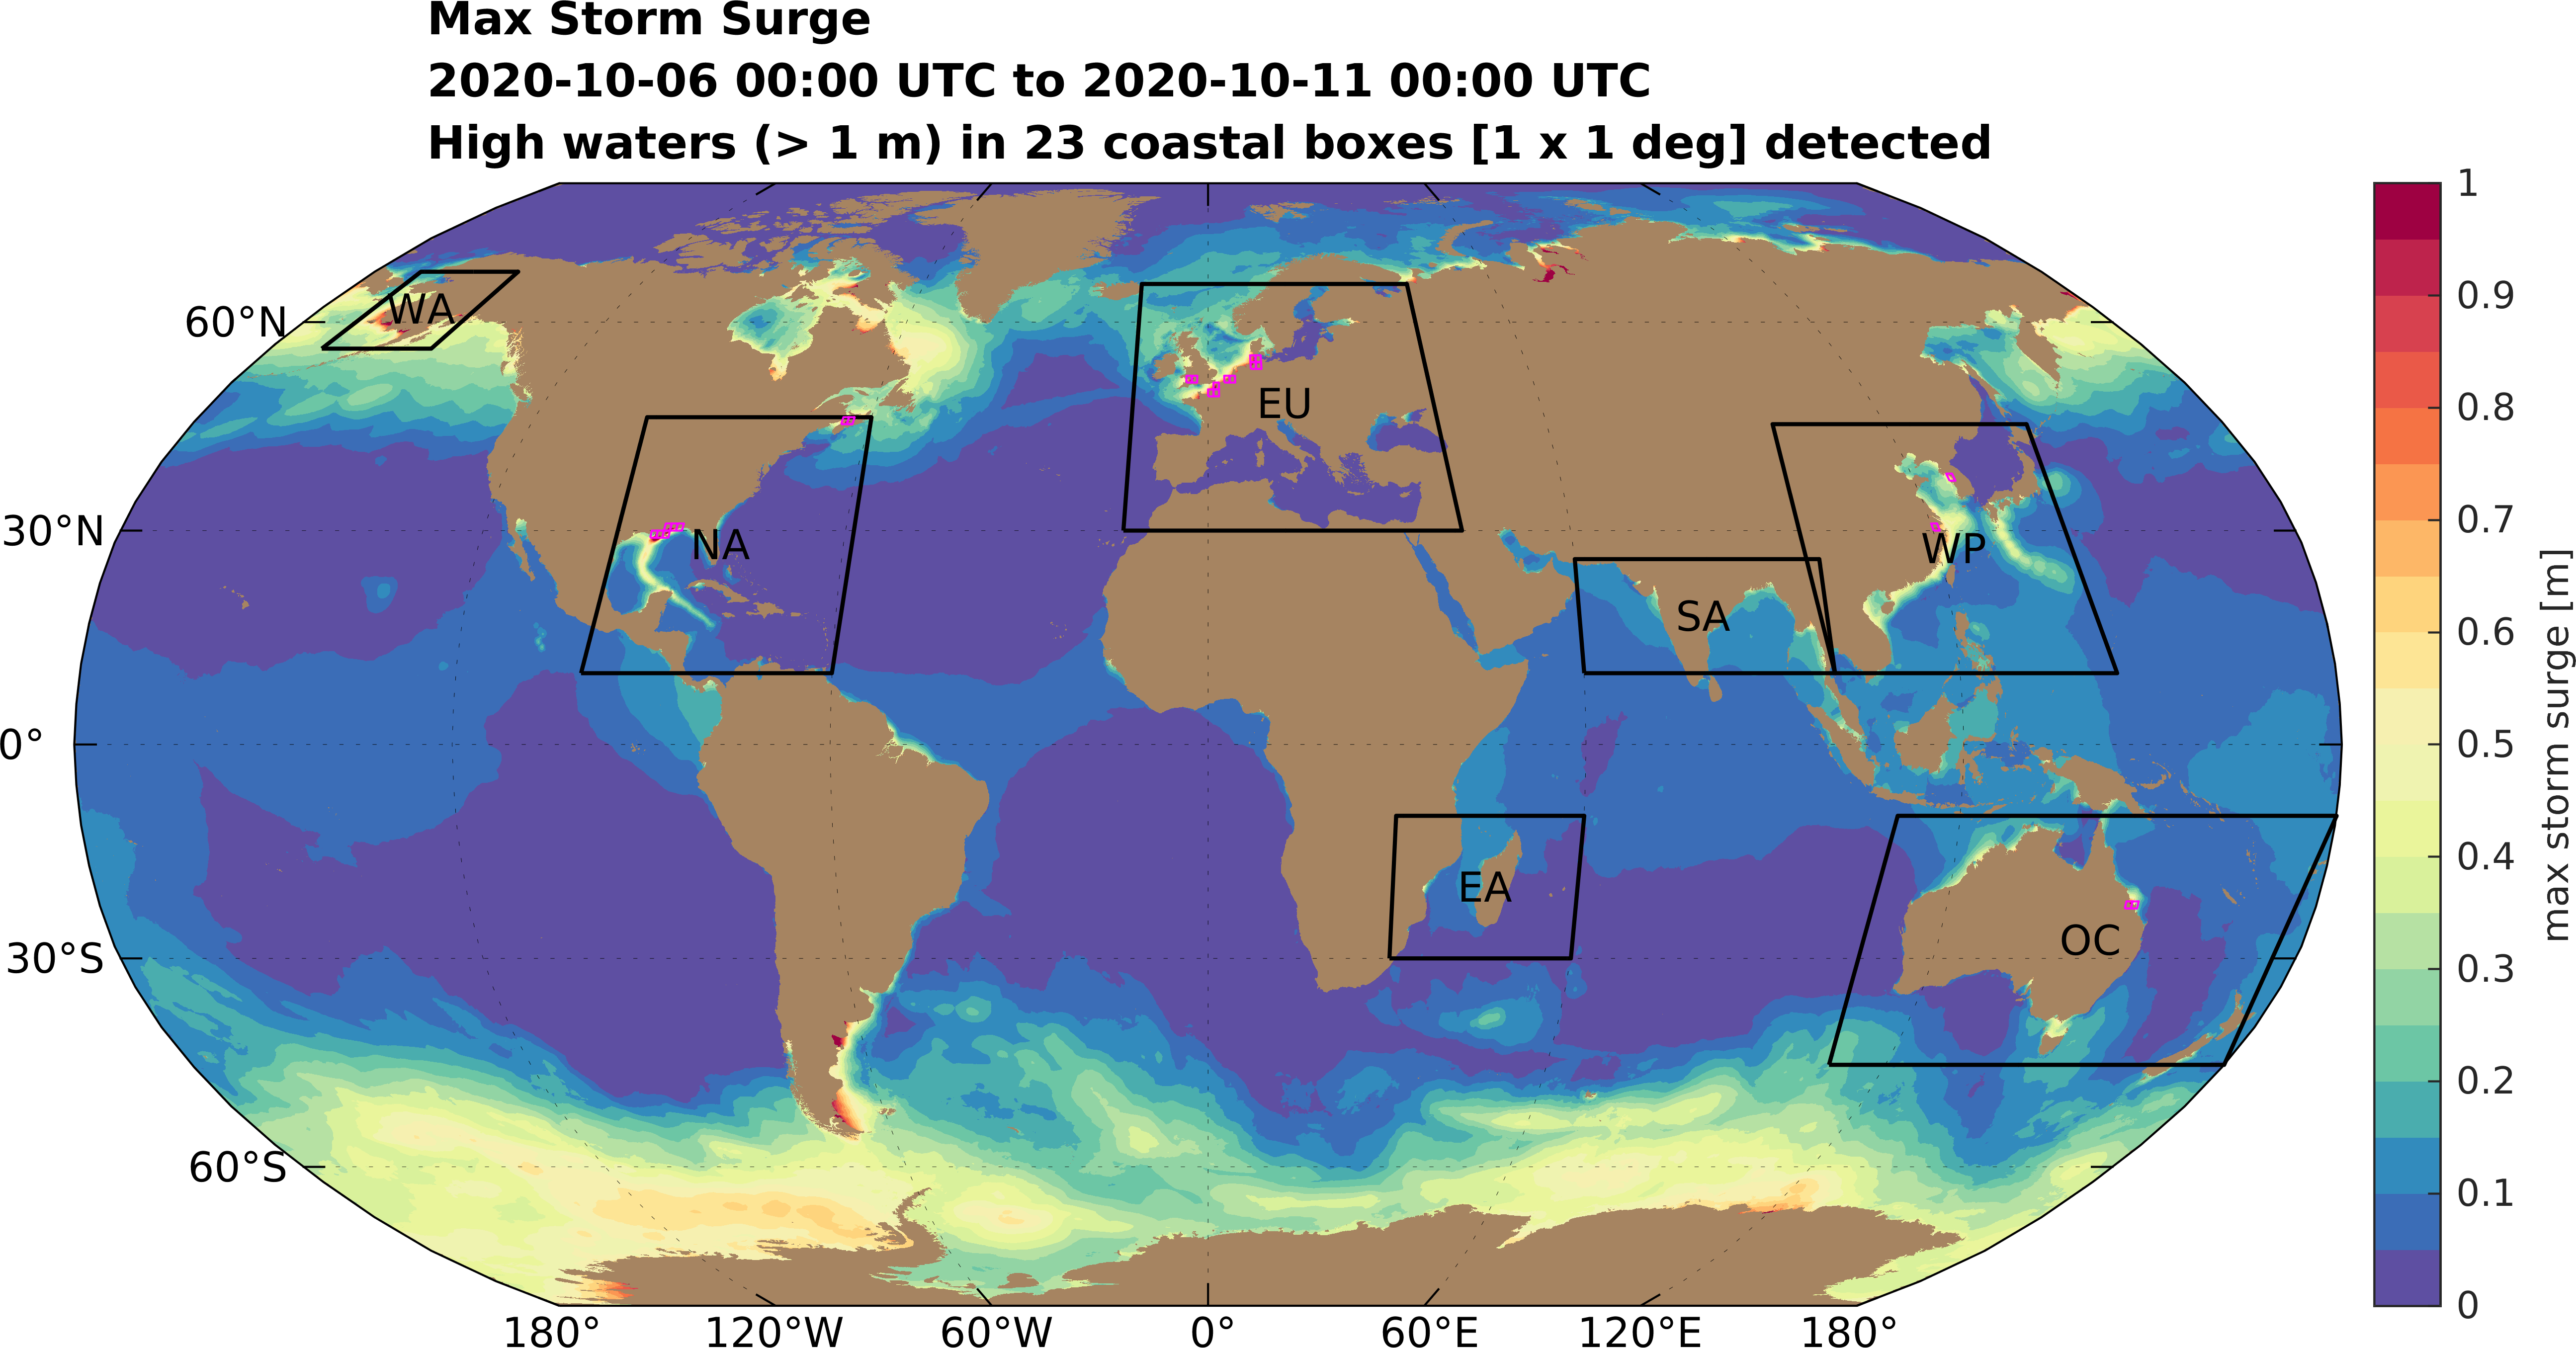 Max Storm Surge
2020-10-06 00:00 UTC to 2020-10-11 00:00 UTC
High waters (> 1 m) in 23 coastal boxes [1 x 1 deg] detected
60°N
30°N
0°
30°S
60°S
180°
120°W
60°W
0°
60°E
120°E
180°
WA
NA
EU
SA
WP
EA
OC
1
0.9
0.8
0.7
0.6
0.5
0.4
0.3
0.2
0.1
0
max storm surge [m]